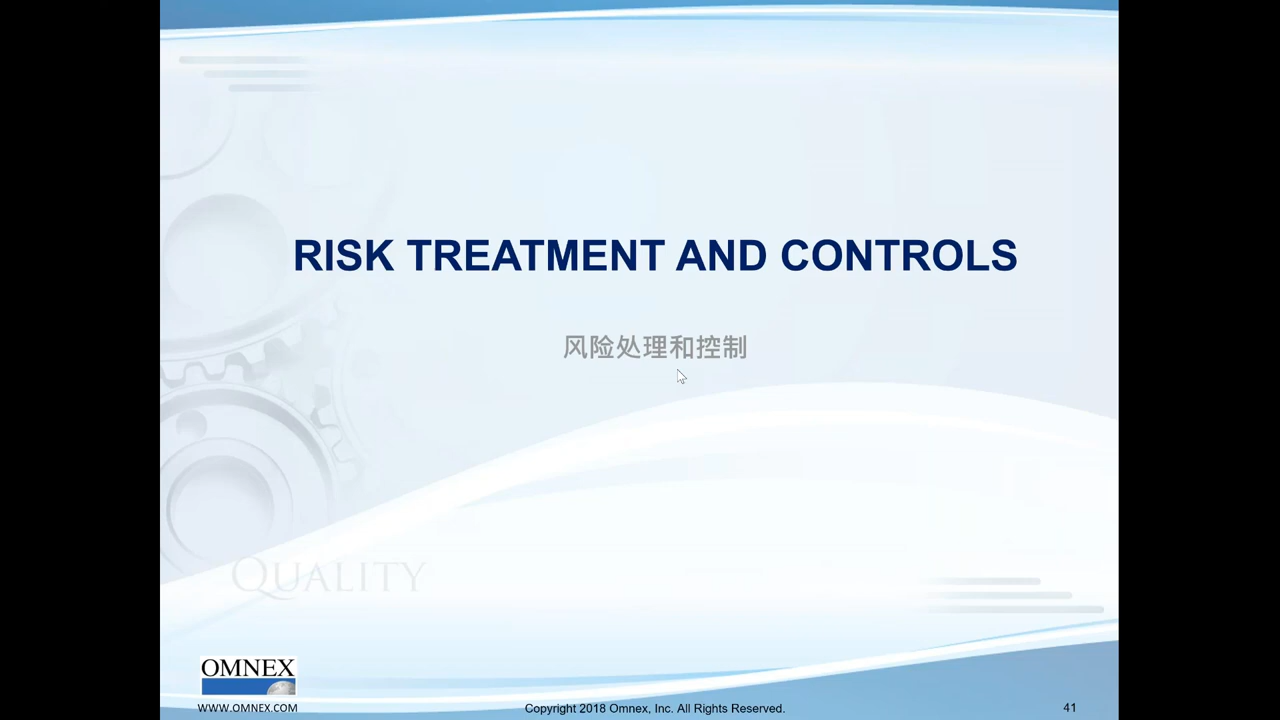 RISK TREATMENT AND CONTROLS
风险处理和控制
QUALITY
OMNEX
WWW.OMNEX.COM
Copyright 2018 Omnex, Inc. All Rights Reserved.
41